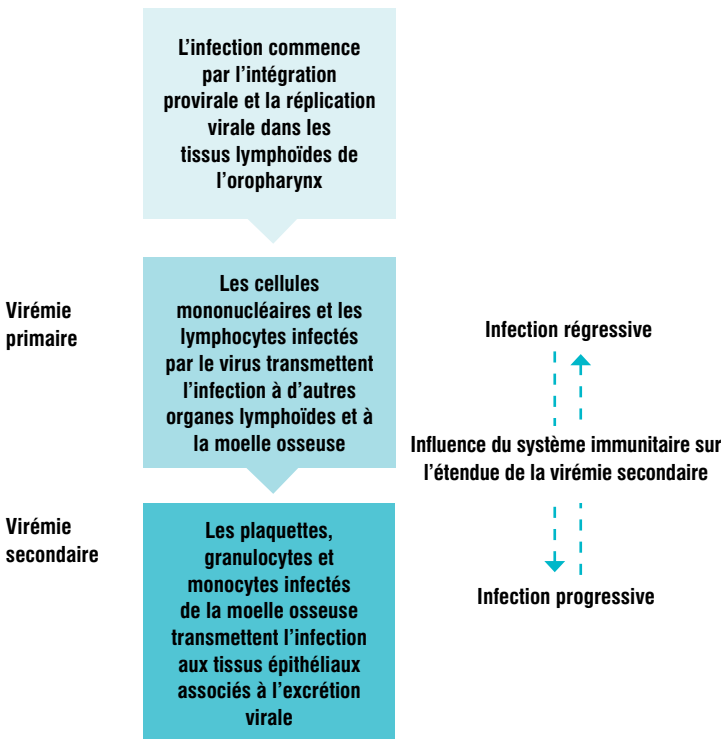 L'infection commence
par l'intégration
provirale et la réplication
virale dans les
tissus lymphoïdes de
l'oropharynx
Virémie
primaire
Les cellules
mononucléaires et les
lymphocytes infectés
par le virus transmettent
l'infection à d'autres
organes lymphoïdes et à
la moelle osseuse
Infection régressive
Influence du système immunitaire sur
l'étendue de la virémie secondaire
Infection progressive
Virémie
secondaire
Les plaquettes,
granulocytes et
monocytes infectés
de la moelle osseuse
transmettent l'infection
aux tissus épithéliaux
associés à l'excrétion
virale